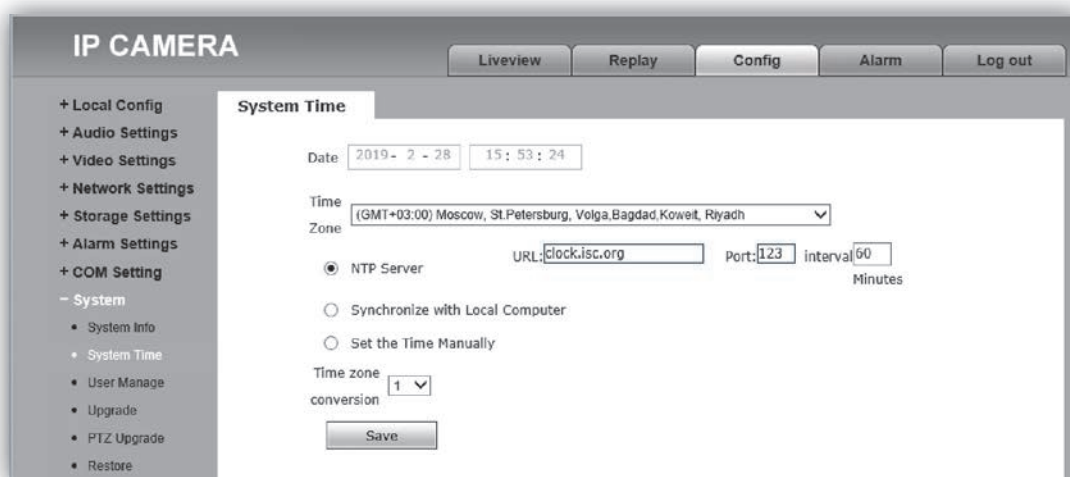 IP CAMERA
Liveview Replay Config Alarm Log out
+ Local Config
+ Audio Settings
+ Video Settings
+ Network Settings
+ Storage Settings
+ Alarm Settings
+ COM Setting
− System
• System Info
• System Time
• User Manage
• Upgrade
• PTZ Upgrade
• Restore
System Time
Date 2019- 2 - 28 15: 53: 24
Time
Zone (GMT+03:00) Moscow, St.Petersburg, Volga,Bagdad,Koweit, Riyadh
NTP Server URL:clock.isc.org Port:123 interval60
Minutes
Synchronize with Local Computer
Set the Time Manually
Time zone
conversion 1
Save